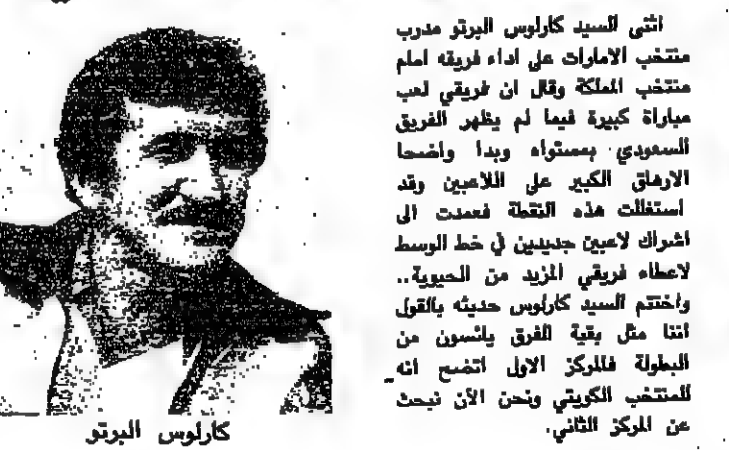 اثنى السيد كارلوس البرتو مدرب
منتخب الامارات على اداء فريقه امام
منتخب المملكة وقال ان فريقي لعب
مباراة كبيرة فيما لم يظهر الفريق
السعودي بمستواه وبدا واضحا
الارهاق الكبير على اللاعبين وقد
استغللت هذه النقطة فعمدت الى
اشراك لاعبين جديدين في خط الوسط
لاعطاء فريقي المزيد من الحيوية..
واختتم السيد كارلوس حديثه بالقول
اننا مثل بقية الفرق يائسون من
البطولة فالمركز الاول اتضح انه
للمنتخب الكويتي ونحن الآن نبحث
عن المركز الثاني.
كارلوس البرتو